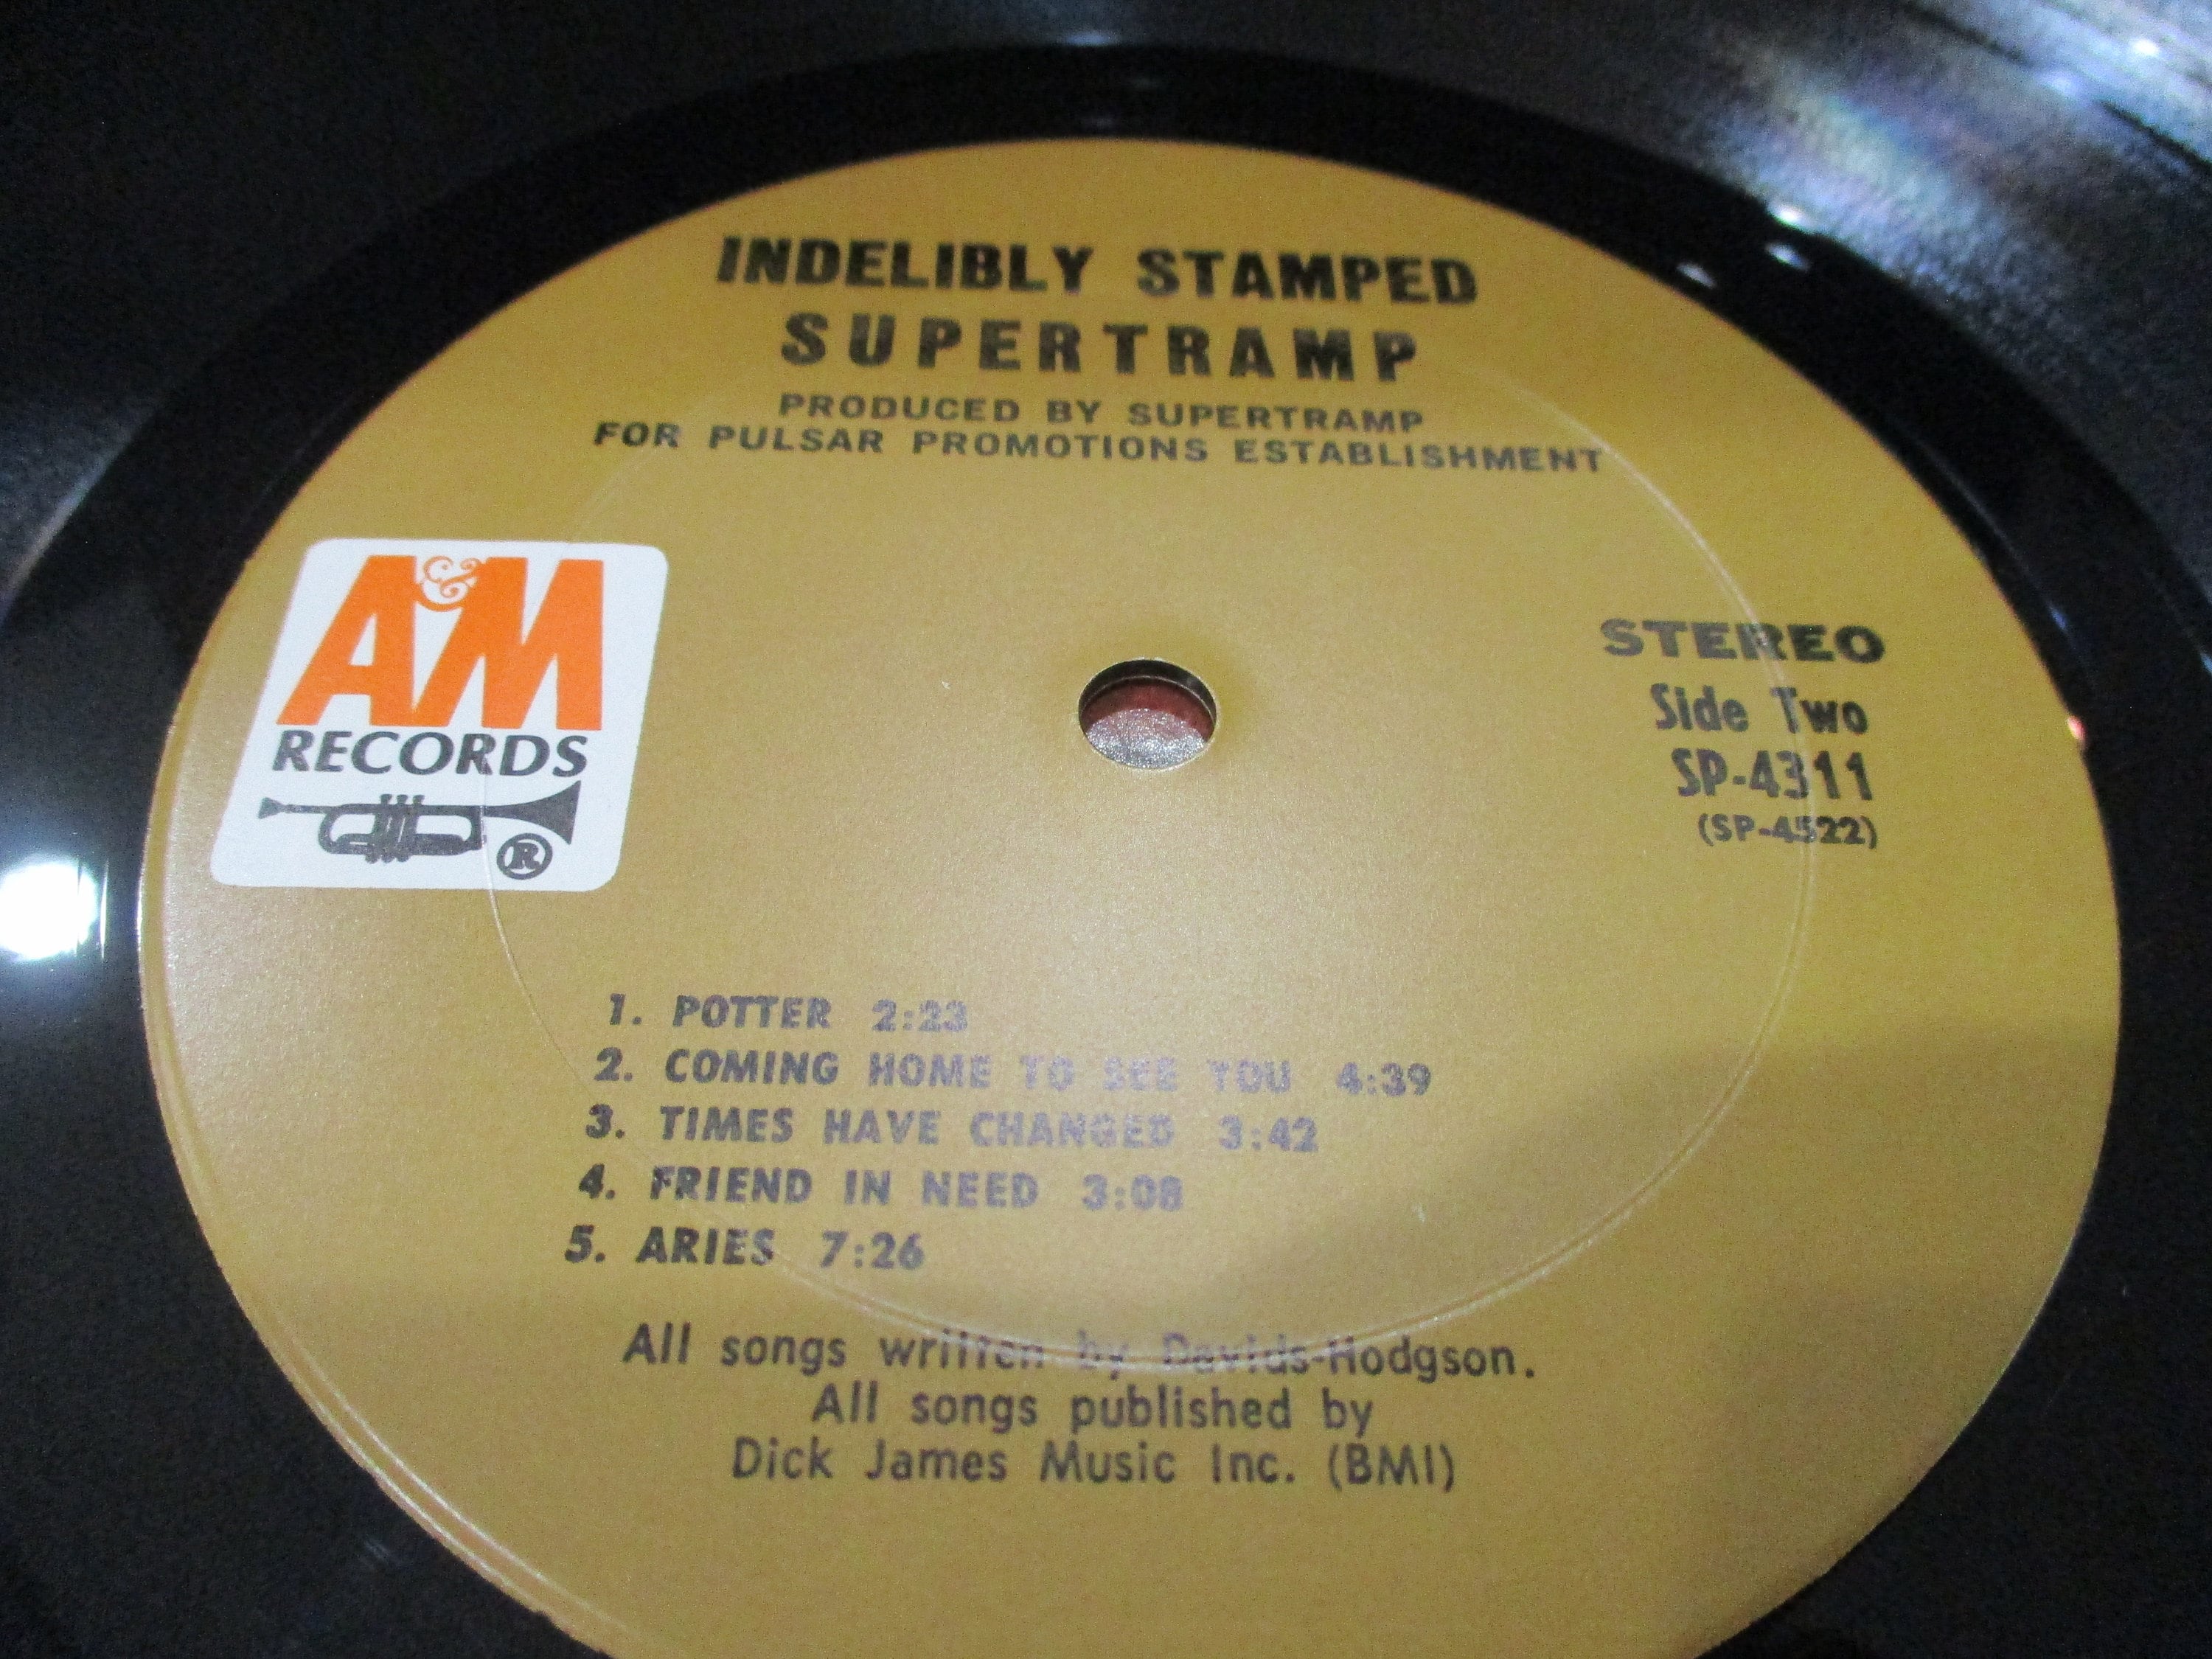 INDELIBLY STAMPED
SUPERTRAMP
PRODUCED BY SUPERTRAMP
FOR PULSAR PROMOTIONS ESTABLISHMENT
A&M
RECORDS
®
STEREO
Side Two
SP-4311
(SP-4522)
1. POTTER 2:23
2. COMING HOME TO SEE YOU 4:39
3. TIMES HAVE CHANGED 3:42
4. FRIEND IN NEED 3:08
5. ARIES 7:26
All songs written by Davids-Hodgson.
All songs published by
Dick James Music Inc. (BMI)